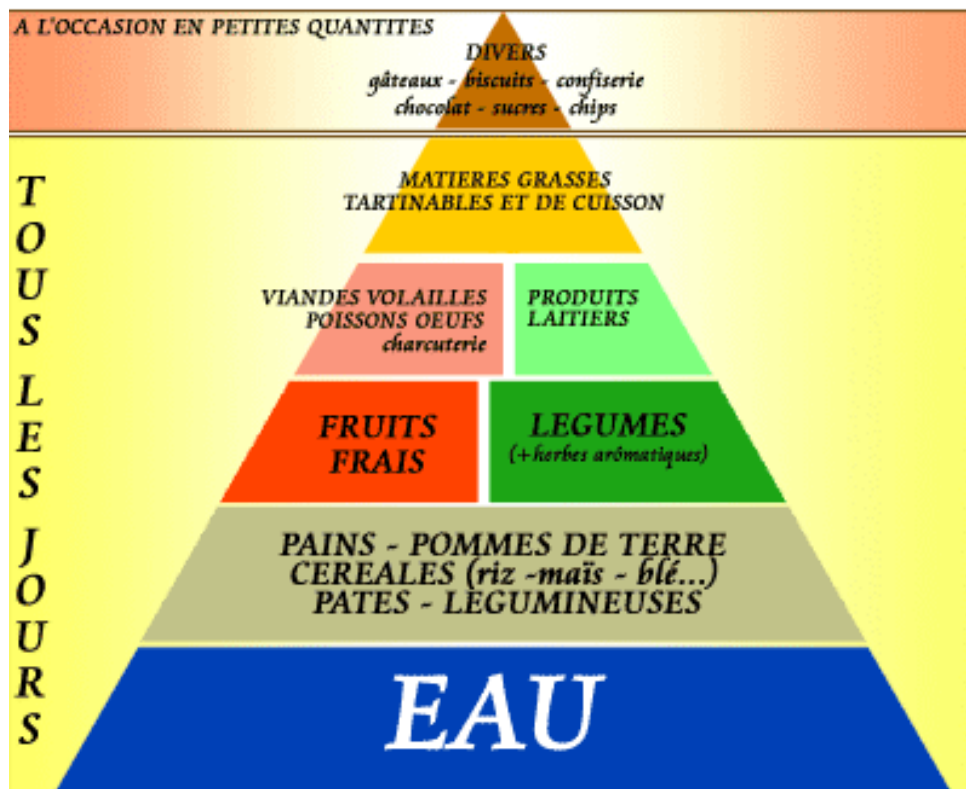 A L'OCCASION EN PETITES QUANTITES
DIVERS
gâteaux - biscuits - confiserie
chocolat - sucres - chips
TOUS LES JOURS
MATIERES GRASSES
TARTINABLES ET DE CUISSON
VIANDES VOLAILLES
POISSONS OEUFS
charcuterie
PRODUITS
LAITIERS
FRUITS
FRAIS
LEGUMES
(+herbes arômatiques)
PAINS - POMMES DE TERRE
CEREALES (riz -maïs - blé...)
PATES - LEGUMINEUSES
EAU